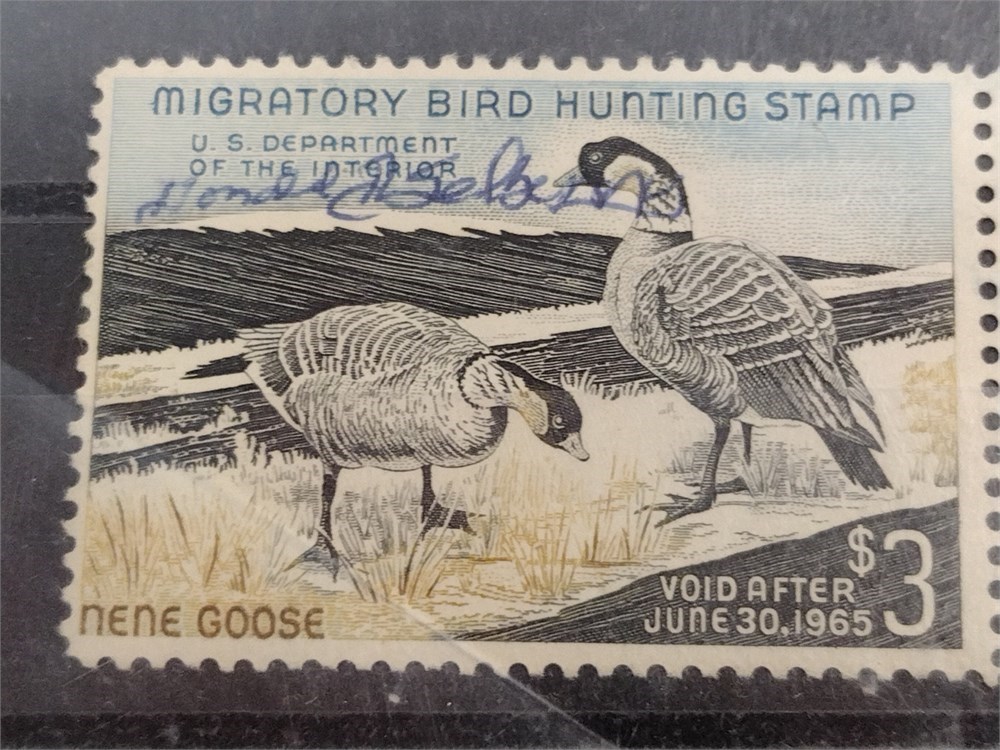 MIGRATORY BIRD HUNTING STAMP
U. S. DEPARTMENT
OF THE INTERIOR
$3
VOID AFTER
JUNE 30, 1965
NENE GOOSE